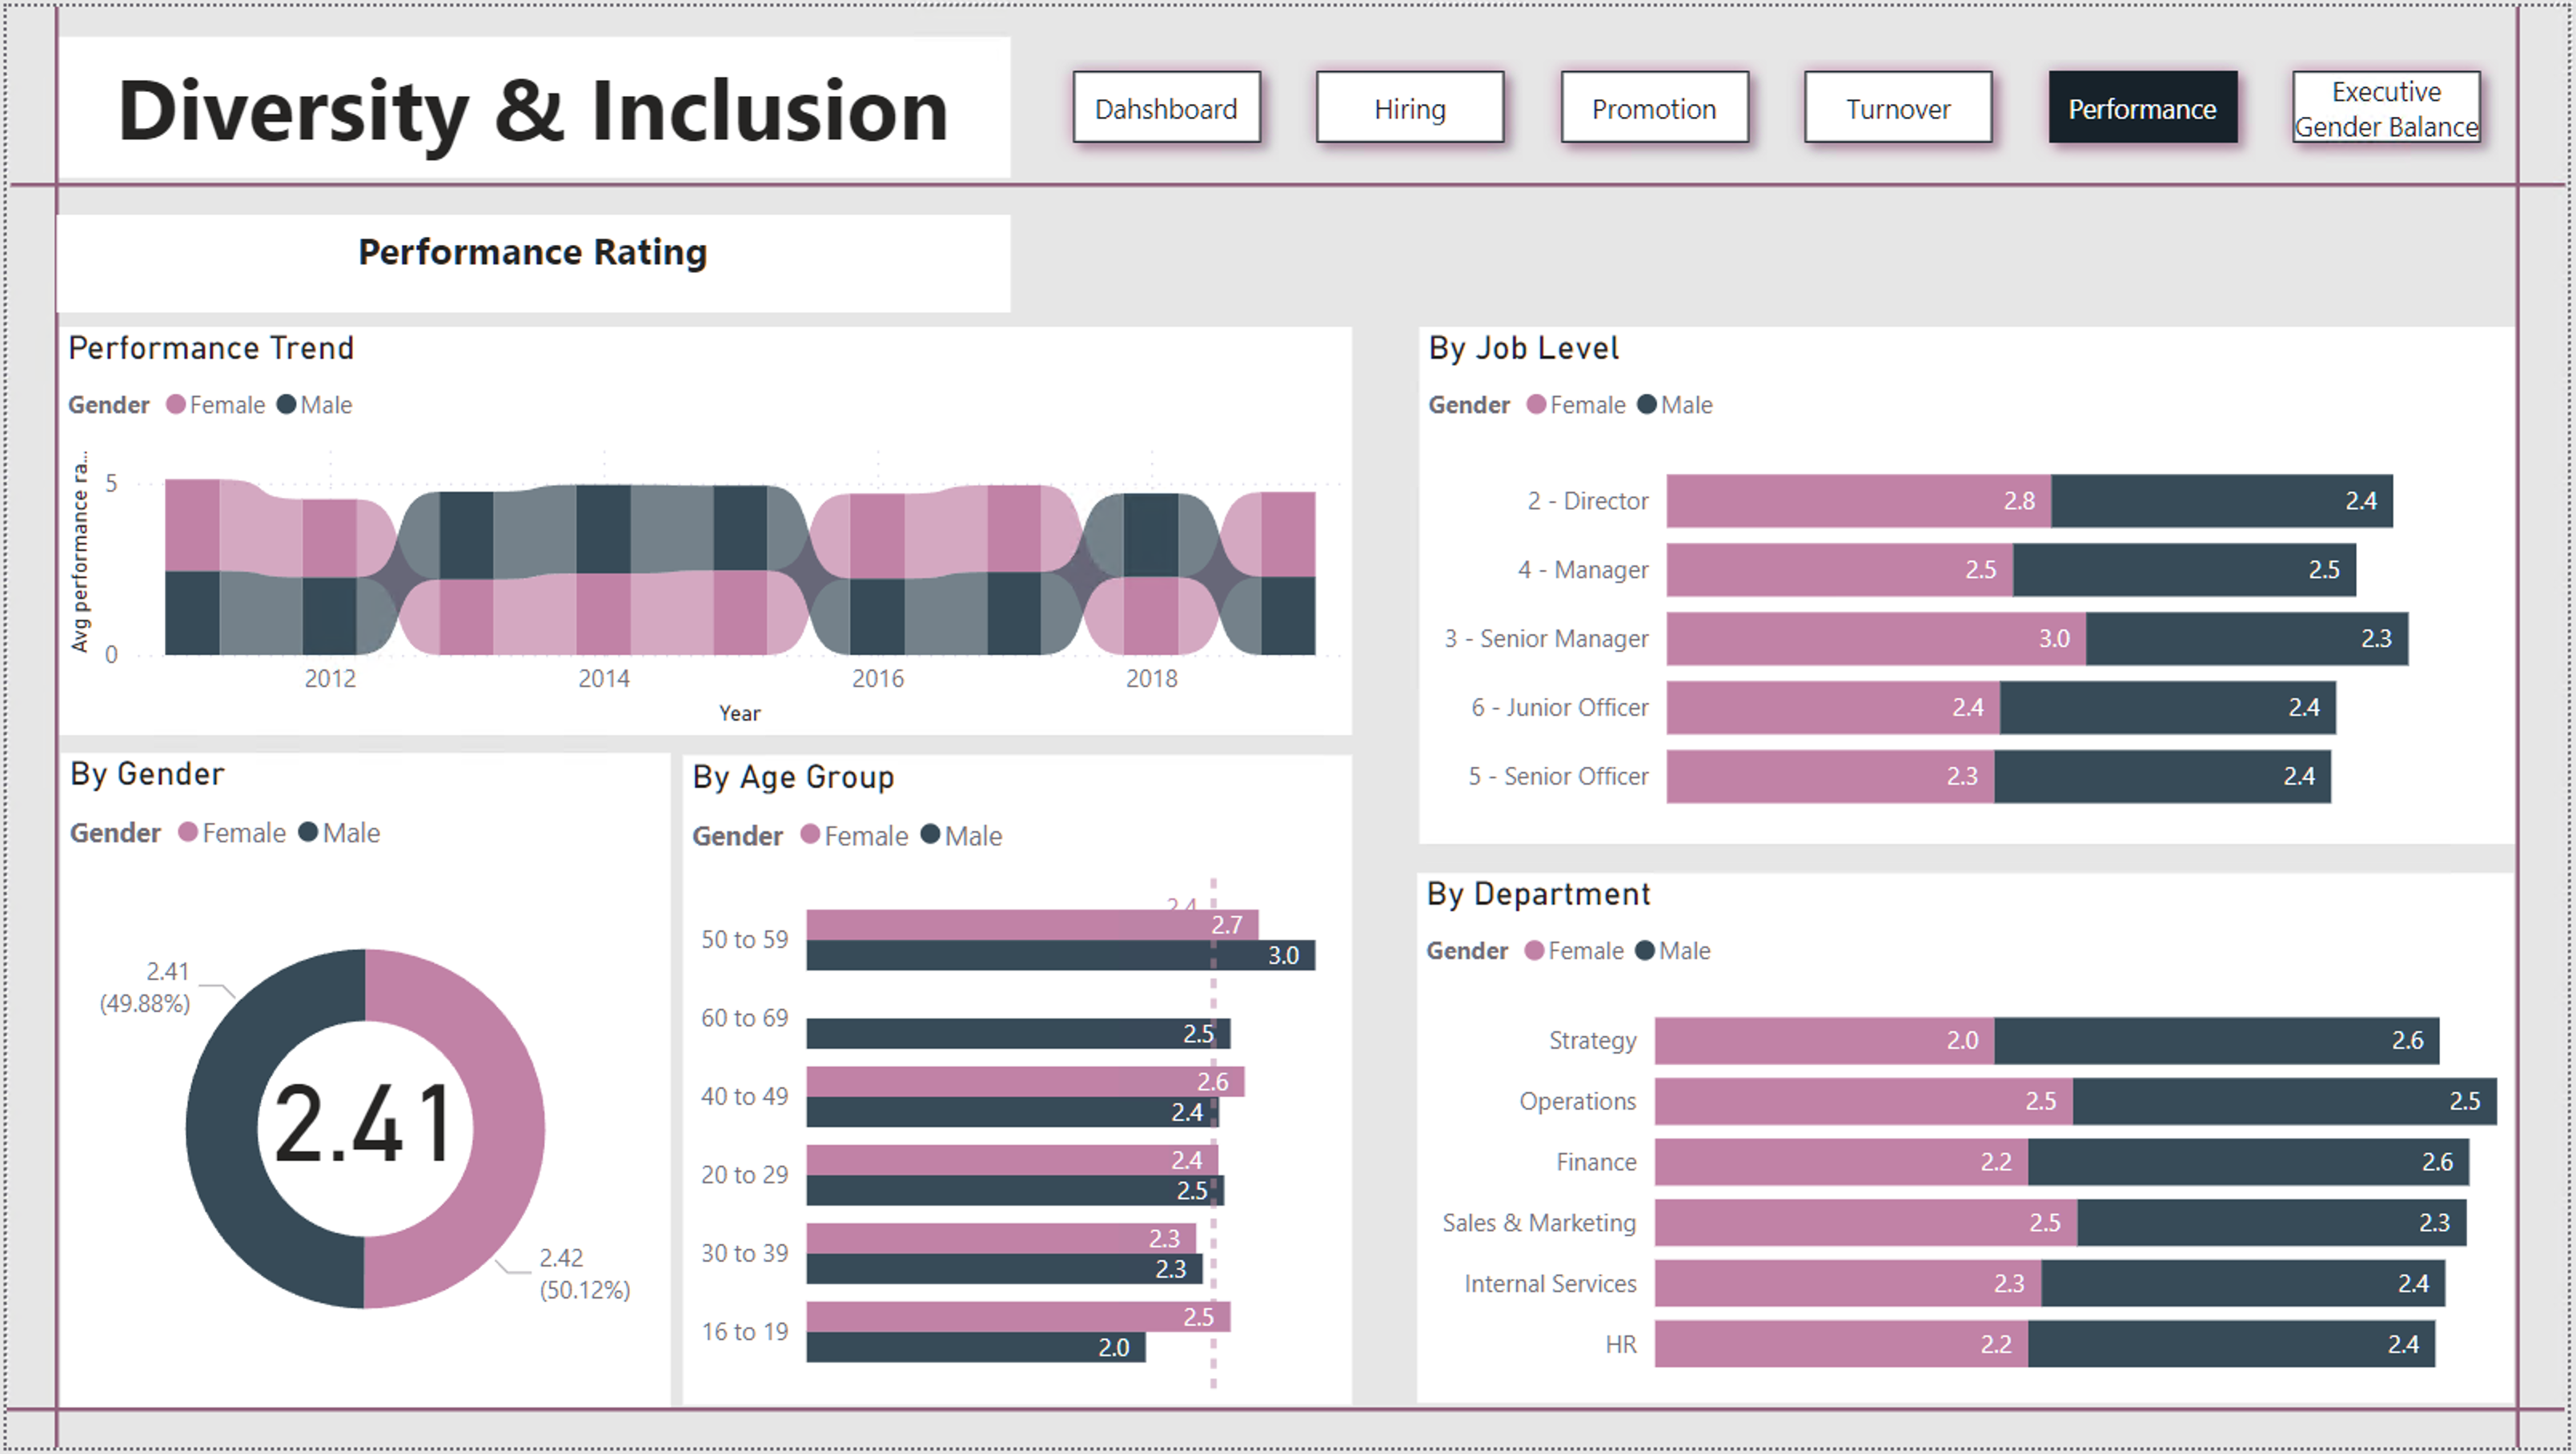 Diversity & Inclusion
Dahshboard
Hiring
Promotion
Turnover
Performance
Executive
Gender Balance
Performance Rating
Performance Trend
Gender Female Male
Avg performance ra...
5
0
2012 2014 2016 2018
Year
By Gender
Gender Female Male
2.41
(49.88%)
2.41
2.42
(50.12%)
By Age Group
Gender Female Male
2.4
50 to 59 2.7
3.0
60 to 69 2.5
40 to 49 2.6
2.4
20 to 29 2.4
2.5
30 to 39 2.3
2.3
16 to 19 2.5
2.0
By Job Level
Gender Female Male
2 - Director 2.8 2.4
4 - Manager 2.5 2.5
3 - Senior Manager 3.0 2.3
6 - Junior Officer 2.4 2.4
5 - Senior Officer 2.3 2.4
By Department
Gender Female Male
Strategy 2.0 2.6
Operations 2.5 2.5
Finance 2.2 2.6
Sales & Marketing 2.5 2.3
Internal Services 2.3 2.4
HR 2.2 2.4